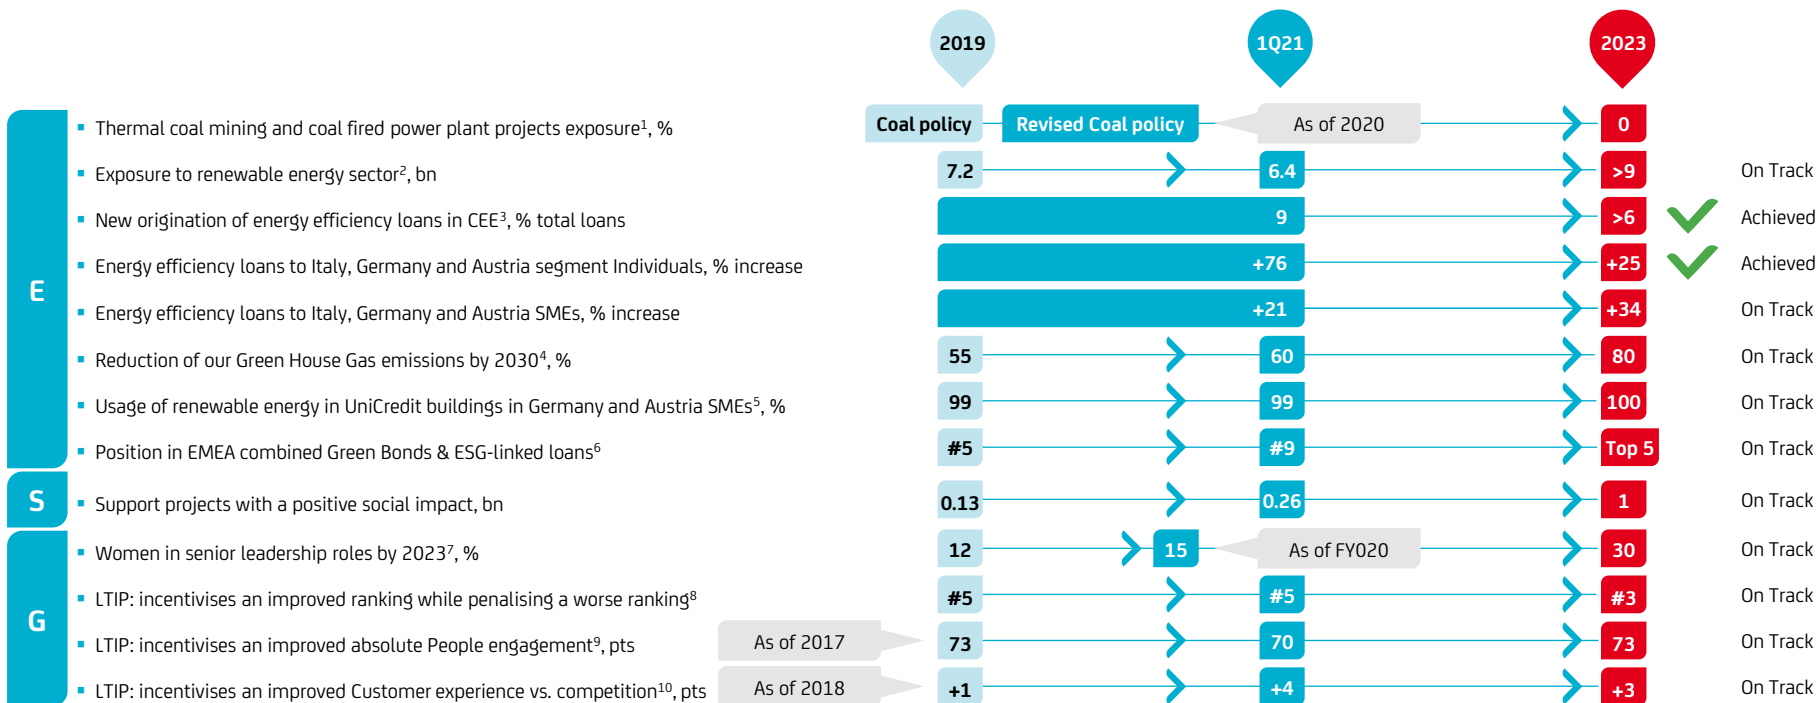 2019 1Q21 2023
E
▪ Thermal coal mining and coal fired power plant projects exposure¹, % Coal policy Revised Coal policy As of 2020 0
▪ Exposure to renewable energy sector², bn 7.2 6.4 >9 On Track
▪ New origination of energy efficiency loans in CEE³, % total loans 9 >6 Achieved
▪ Energy efficiency loans to Italy, Germany and Austria segment Individuals, % increase +76 +25 Achieved
▪ Energy efficiency loans to Italy, Germany and Austria SMEs, % increase +21 +34 On Track
▪ Reduction of our Green House Gas emissions by 2030⁴, % 55 60 80 On Track
▪ Usage of renewable energy in UniCredit buildings in Germany and Austria SMEs⁵, % 99 99 100 On Track
▪ Position in EMEA combined Green Bonds & ESG-linked loans⁶ #5 #9 Top 5 On Track
S
▪ Support projects with a positive social impact, bn 0.13 0.26 1 On Track
G
▪ Women in senior leadership roles by 2023⁷, % 12 15 As of FY020 30 On Track
▪ LTIP: incentivises an improved ranking while penalising a worse ranking⁸ #5 #5 #3 On Track
▪ LTIP: incentivises an improved absolute People engagement⁹, pts As of 2017 73 70 73 On Track
▪ LTIP: incentivises an improved Customer experience vs. competition¹⁰, pts As of 2018 +1 +4 +3 On Track